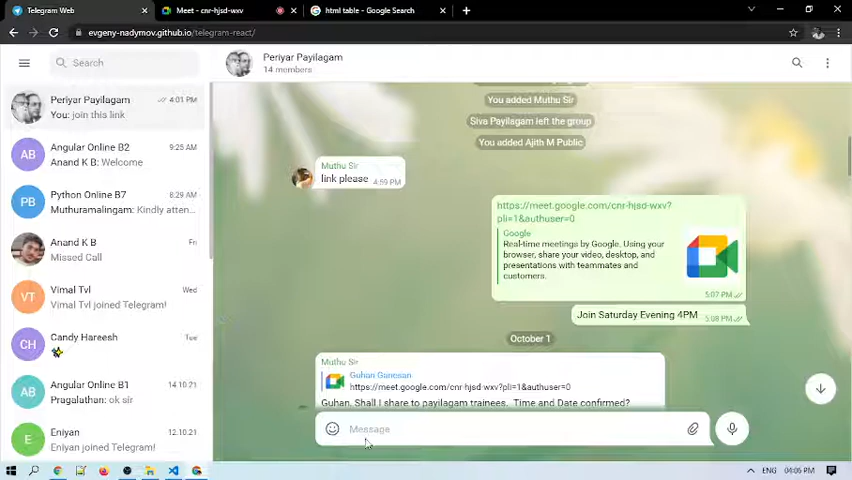 Telegram Web
Meet - cnr-hjsd-wxv
html table - Google Search
evgeny-nadymov.github.io/telegram-react/
Search
Periyar Payilagam
14 members
Periyar Payilagam
4:01 PM
You: join this link
Angular Online B2
9:25 AM
Anand K B: Welcome
Python Online B7
8:29 AM
Muthuramalingam: Kindly atten...
Anand K B
Fri
Missed Call
Vimal Tvl
Wed
Vimal Tvl joined Telegram!
Candy Hareesh
Tue
Angular Online B1
14.10.21
Pragalathan: ok sir
Eniyan
12.10.21
Eniyan joined Telegram!
AB
PB
VT
CH
AB
E
You added Muthu Sir
Siva Payilagam left the group
You added Ajith M Public
Muthu Sir
link please
4:59 PM
https://meet.google.com/cnr-hjsd-wxv?
pli=1&authuser=0
Google
Real-time meetings by Google. Using your
browser, share your video, desktop, and
presentations with teammates and
customers.
5:07 PM
Join Saturday Evening 4PM
5:08 PM
October 1
Muthu Sir
Guhan Ganesan
https://meet.google.com/cnr-hjsd-wxv?pli=1&authuser=0
Guhan, Shall I share to payilagam trainees, Time and Date confirmed?
Message
ENG
04:06 PM